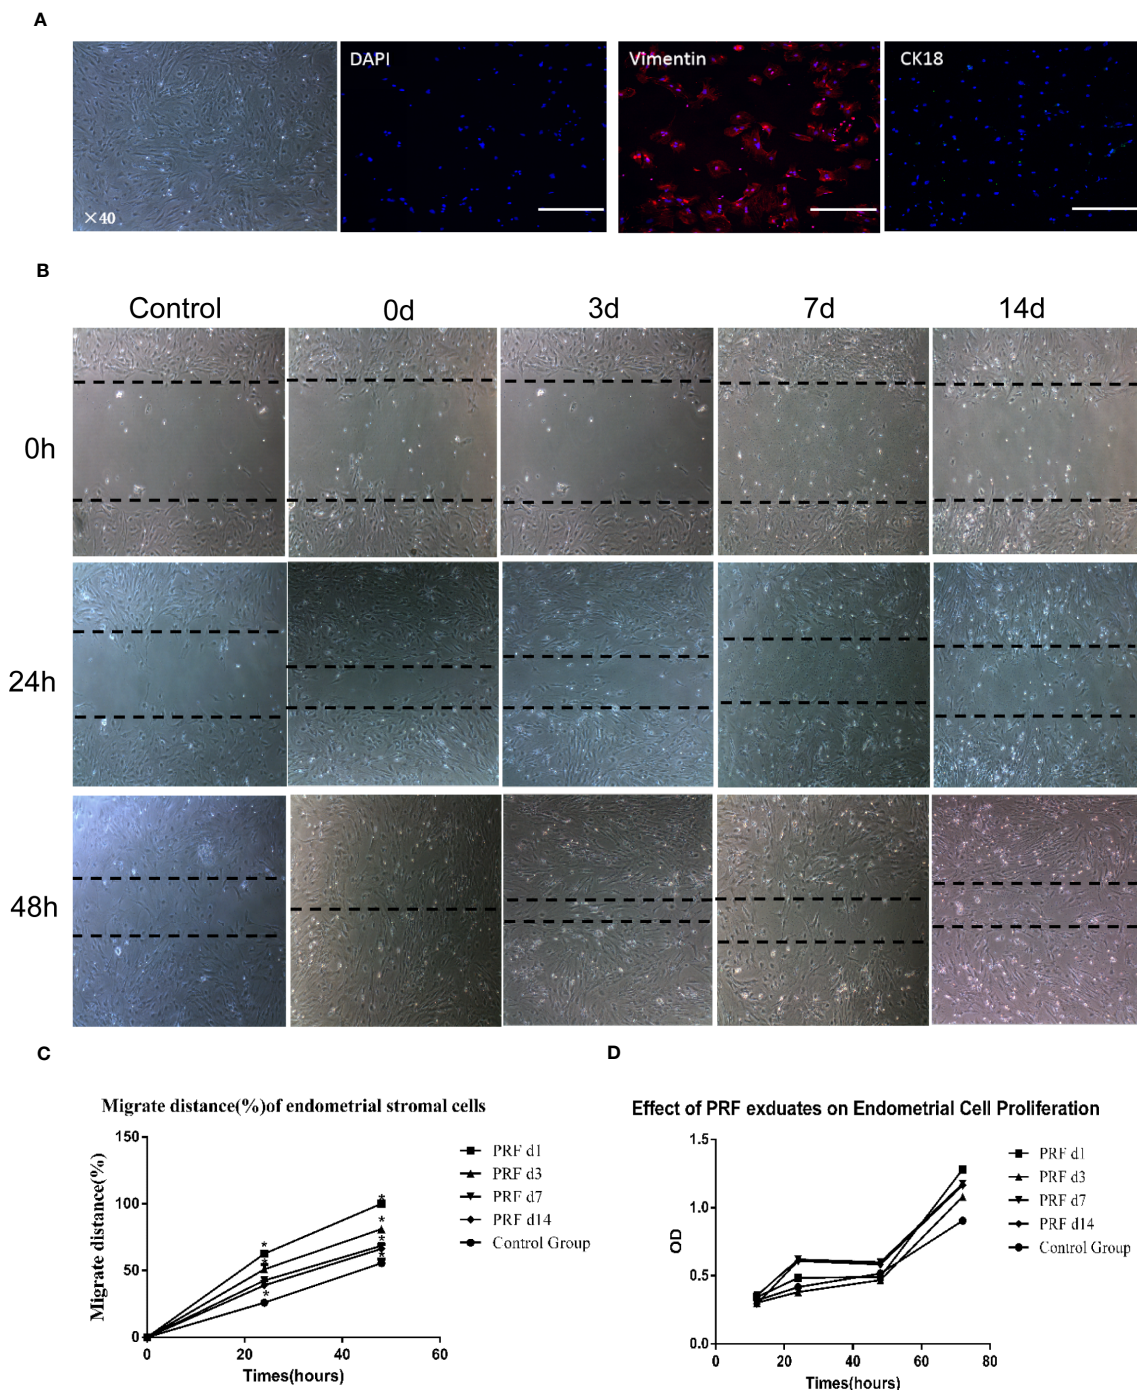 A
DAPI
Vimentin
CK18
×40
B
Control 0d 3d 7d 14d
0h
24h
48h
C
Migrate distance(%)of endometrial stromal cells
Migrate distance(%)
150
100
50
0
0 20 40 60
Times(hours)
PRF d1
PRF d3
PRF d7
PRF d14
Control Group
* * * * * * *
D
Effect of PRF exduates on Endometrial Cell Proliferation
OD
1.5
1.0
0.5
0.0
0 20 40 60 80
Times(hours)
PRF d1
PRF d3
PRF d7
PRF d14
Control Group